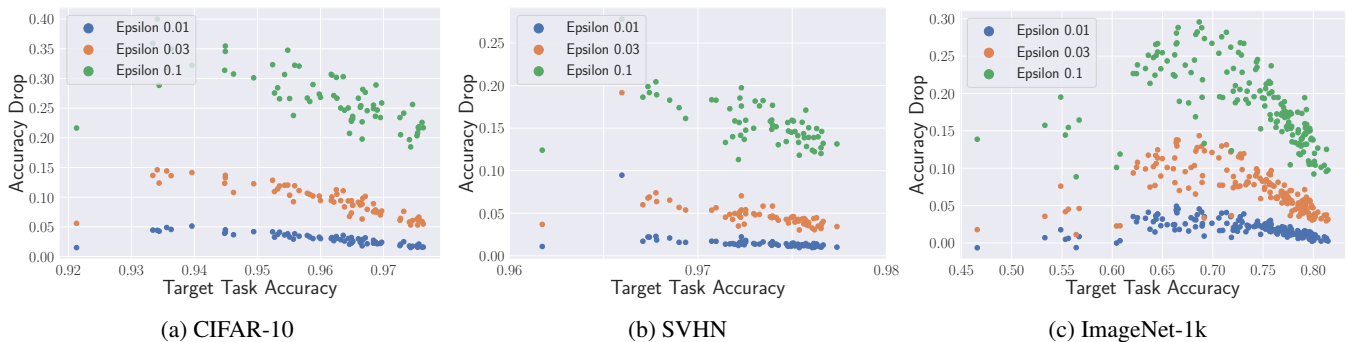 Accuracy Drop
0.40
0.35
0.30
0.25
0.20
0.15
0.10
0.05
0.00
Epsilon 0.01
Epsilon 0.03
Epsilon 0.1
0.92 0.93 0.94 0.95 0.96 0.97
Target Task Accuracy
(a) CIFAR-10
Accuracy Drop
0.25
0.20
0.15
0.10
0.05
0.00
Epsilon 0.01
Epsilon 0.03
Epsilon 0.1
0.96 0.97 0.98
Target Task Accuracy
(b) SVHN
Accuracy Drop
0.30
0.25
0.20
0.15
0.10
0.05
0.00
Epsilon 0.01
Epsilon 0.03
Epsilon 0.1
0.45 0.50 0.55 0.60 0.65 0.70 0.75 0.80
Target Task Accuracy
(c) ImageNet-1k